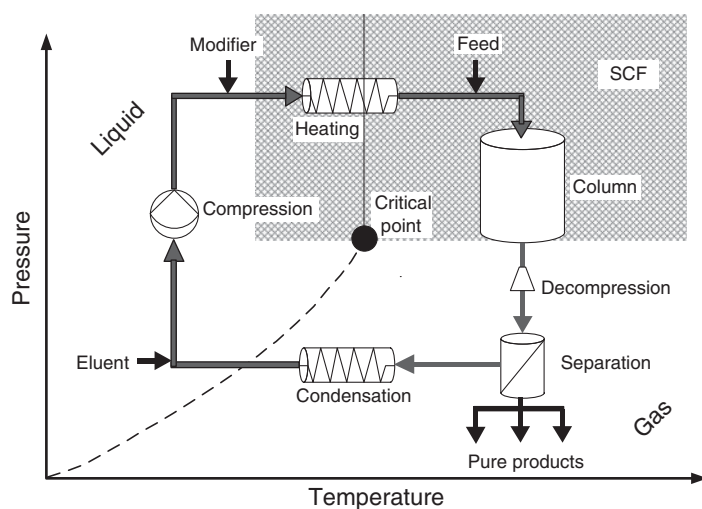 Modifier
Feed
SCF
Liquid
Heating
Column
Compression
Critical
point
Pressure
Decompression
Eluent
Separation
Condensation
Gas
Pure products
Temperature